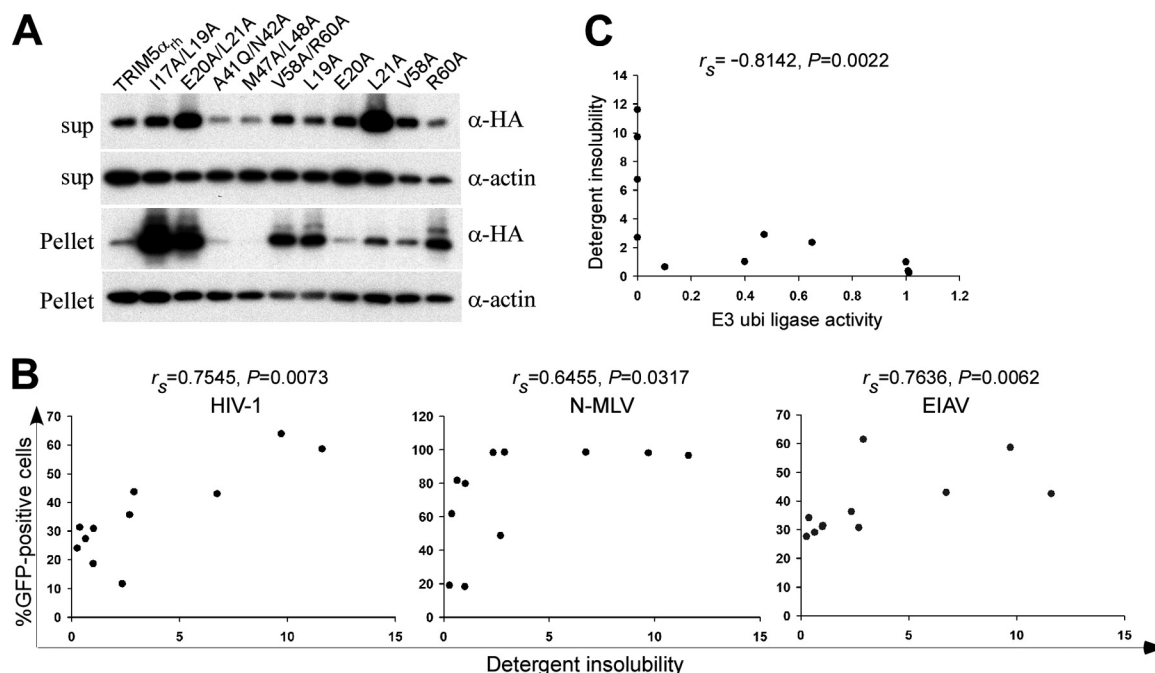 A
TRIM5αrh
I17A/L19A
E20A/L21A
A41Q/N42A
M47A/L48A
V58A/R60A
L19A
E20A
L21A
V58A
R60A
sup
α-HA
sup
α-actin
Pellet
α-HA
Pellet
α-actin
C
rs= -0.8142, P=0.0022
Detergent insolubility
14
12
10
8
6
4
2
0
0 0.2 0.4 0.6 0.8 1 1.2
E3 ubi ligase activity
B
%GFP-positive cells
rs=0.7545, P=0.0073
HIV-1
70
60
50
40
30
20
10
0
0 5 10 15
rs=0.6455, P=0.0317
N-MLV
120
100
80
60
40
20
0
0 5 10 15
rs=0.7636, P=0.0062
EIAV
70
60
50
40
30
20
10
0
0 5 10 15
Detergent insolubility